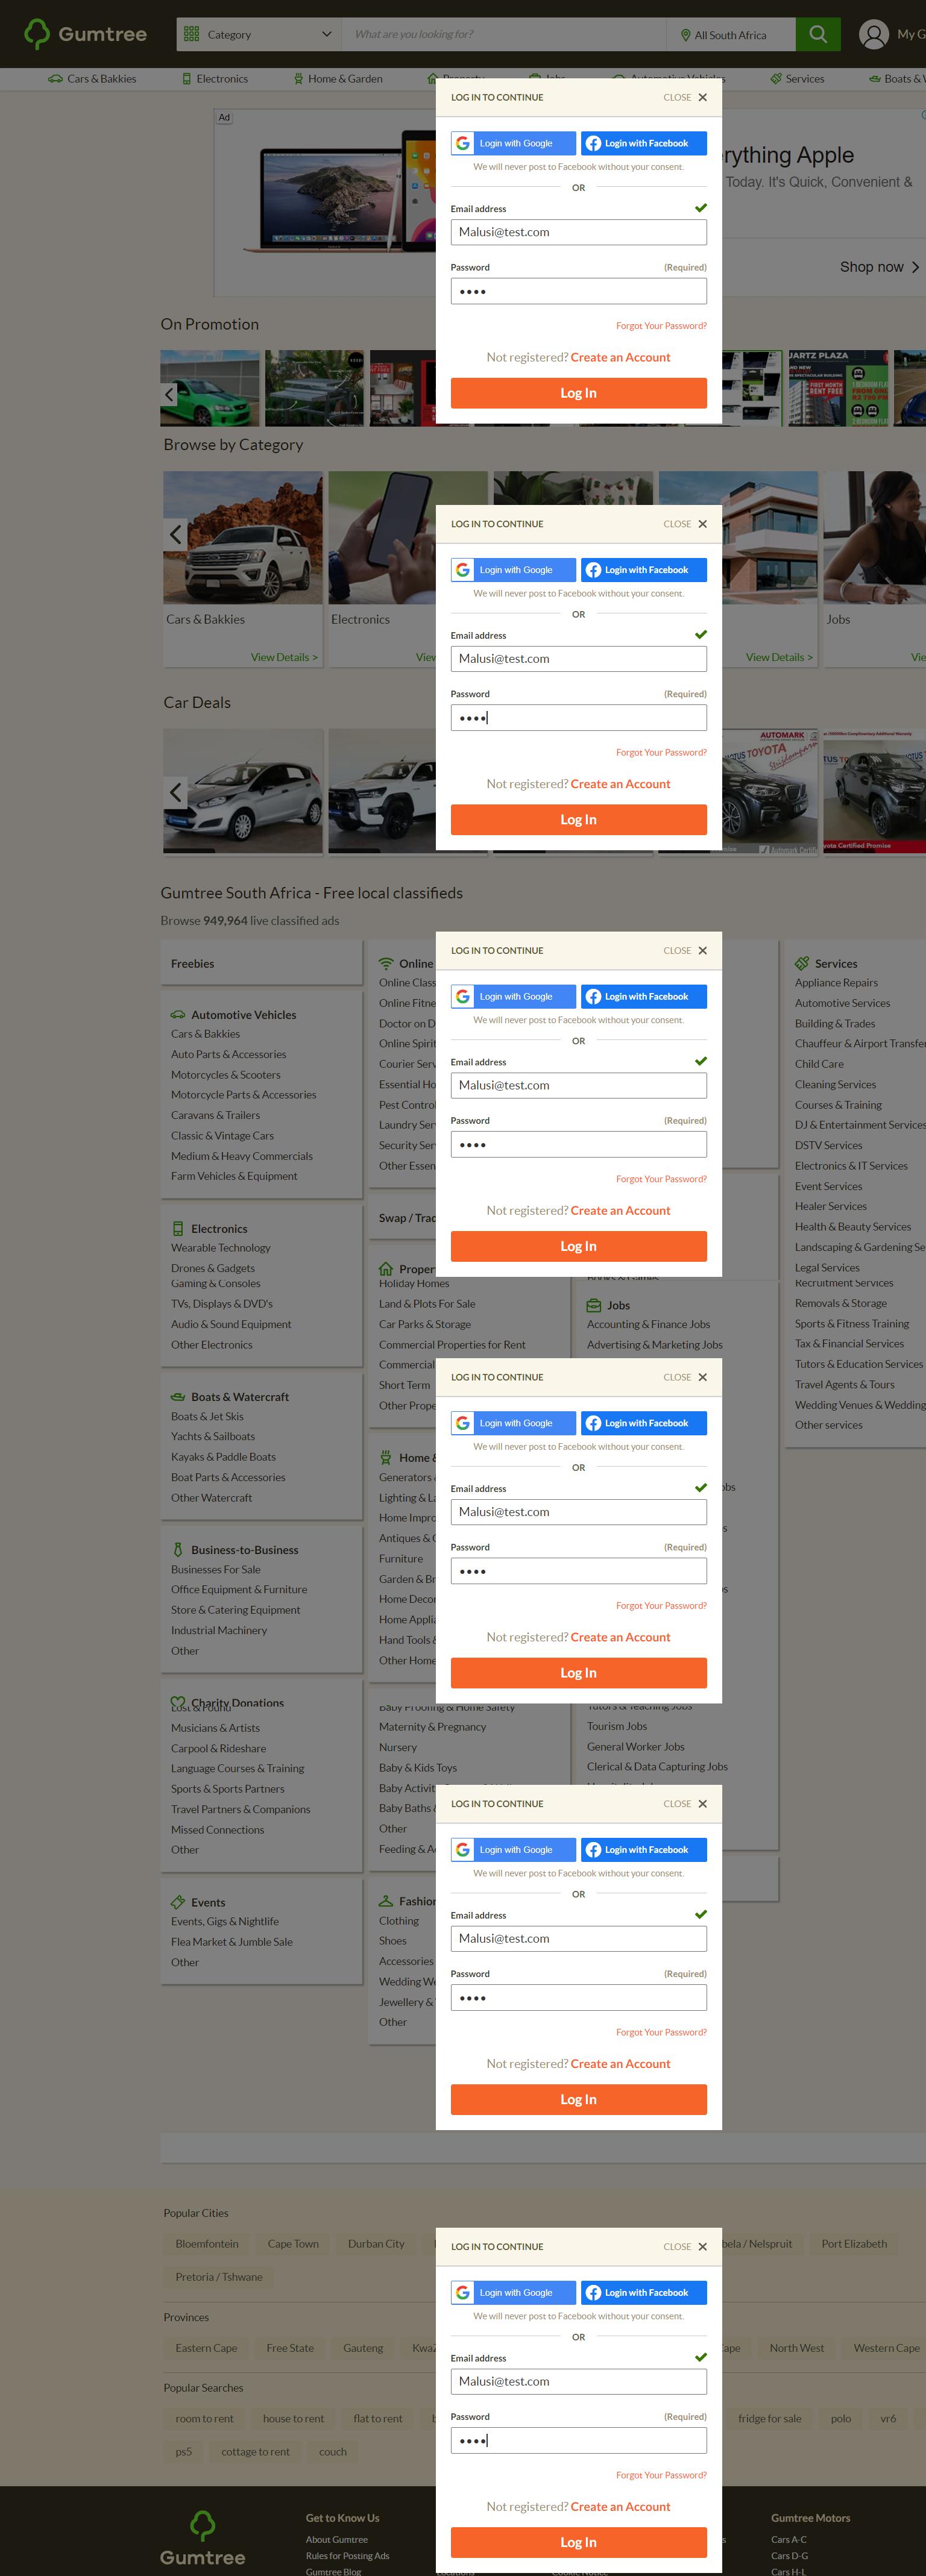 Gumtree
Category
What are you looking for?
All South Africa
My G
Cars & Bakkies
Electronics
Home & Garden
Property
Jobs
Automotive Vehicles
Services
Boats &
Ad
LOG IN TO CONTINUE
CLOSE
Login with Google
Login with Facebook
We will never post to Facebook without your consent.
OR
Email address
Malusi@test.com
Password
(Required)
Forgot Your Password?
Not registered? Create an Account
Log In
rything Apple
Today. It's Quick, Convenient &
Shop now
On Promotion
UARTZ PLAZA
FIRST MONTH
RENT FREE
Browse by Category
Cars & Bakkies
View Details >
Electronics
View Details >
Jobs
LOG IN TO CONTINUE
CLOSE
Login with Google
Login with Facebook
We will never post to Facebook without your consent.
OR
Email address
Malusi@test.com
Password
(Required)
Forgot Your Password?
Not registered? Create an Account
Log In
Car Deals
AUTOMARK
TOYOTA
Gumtree South Africa - Free local classifieds
Browse 949,964 live classified ads
LOG IN TO CONTINUE
CLOSE
Login with Google
Login with Facebook
We will never post to Facebook without your consent.
OR
Email address
Malusi@test.com
Password
(Required)
Forgot Your Password?
Not registered? Create an Account
Log In
Freebies
Automotive Vehicles
Cars & Bakkies
Auto Parts & Accessories
Motorcycles & Scooters
Motorcycle Parts & Accessories
Caravans & Trailers
Classic & Vintage Cars
Medium & Heavy Commercials
Farm Vehicles & Equipment
Electronics
Wearable Technology
Drones & Gadgets
Gaming & Consoles
TVs, Displays & DVD's
Audio & Sound Equipment
Other Electronics
Boats & Watercraft
Boats & Jet Skis
Yachts & Sailboats
Kayaks & Paddle Boats
Boat Parts & Accessories
Other Watercraft
Business-to-Business
Businesses For Sale
Office Equipment & Furniture
Store & Catering Equipment
Industrial Machinery
Other
Charity Donations
Lost & Found
Musicians & Artists
Carpool & Rideshare
Language Courses & Training
Sports & Sports Partners
Travel Partners & Companions
Missed Connections
Other
Events
Events, Gigs & Nightlife
Flea Market & Jumble Sale
Other
Online
Online Class
Online Fitne
Doctor on D
Online Spirit
Courier Serv
Essential Ho
Pest Control
Laundry Ser
Security Ser
Other Essen
Swap / Trad
Proper
Holiday Homes
Land & Plots For Sale
Car Parks & Storage
Commercial Properties for Rent
Commercial
Short Term
Other Prope
Home &
Generators
Lighting & La
Home Impro
Antiques &
Furniture
Garden & Br
Home Decor
Home Applia
Hand Tools &
Other Home
Baby Proofing & Home Safety
Maternity & Pregnancy
Nursery
Baby & Kids Toys
Baby Activit
Baby Baths &
Other
Feeding & A
Fashion
Clothing
Shoes
Accessories
Wedding We
Jewellery &
Other
Jobs
Accounting & Finance Jobs
Advertising & Marketing Jobs
Tutors & Teaching Jobs
Tourism Jobs
General Worker Jobs
Clerical & Data Capturing Jobs
Services
Appliance Repairs
Automotive Services
Building & Trades
Chauffeur & Airport Transfer
Child Care
Cleaning Services
Courses & Training
DJ & Entertainment Services
DSTV Services
Electronics & IT Services
Event Services
Healer Services
Health & Beauty Services
Landscaping & Gardening Se
Legal Services
Recruitment Services
Removals & Storage
Sports & Fitness Training
Tax & Financial Services
Tutors & Education Services
Travel Agents & Tours
Wedding Venues & Wedding
Other services
LOG IN TO CONTINUE
CLOSE
Login with Google
Login with Facebook
We will never post to Facebook without your consent.
OR
Email address
Malusi@test.com
Password
(Required)
Forgot Your Password?
Not registered? Create an Account
Log In
LOG IN TO CONTINUE
CLOSE
Login with Google
Login with Facebook
We will never post to Facebook without your consent.
OR
Email address
Malusi@test.com
Password
(Required)
Forgot Your Password?
Not registered? Create an Account
Log In
Popular Cities
Bloemfontein
Cape Town
Durban City
bela / Nelspruit
Port Elizabeth
Pretoria / Tshwane
Provinces
Eastern Cape
Free State
Gauteng
KwaZ
ape
North West
Western Cape
Popular Searches
room to rent
house to rent
flat to rent
fridge for sale
polo
vr6
ps5
cottage to rent
couch
LOG IN TO CONTINUE
CLOSE
Login with Google
Login with Facebook
We will never post to Facebook without your consent.
OR
Email address
Malusi@test.com
Password
(Required)
Forgot Your Password?
Not registered? Create an Account
Log In
Gumtree
Get to Know Us
About Gumtree
Rules for Posting Ads
Gumtree Blog
Locations
Cookie Notice
Gumtree Motors
Cars A-C
Cars D-G
Cars H-L